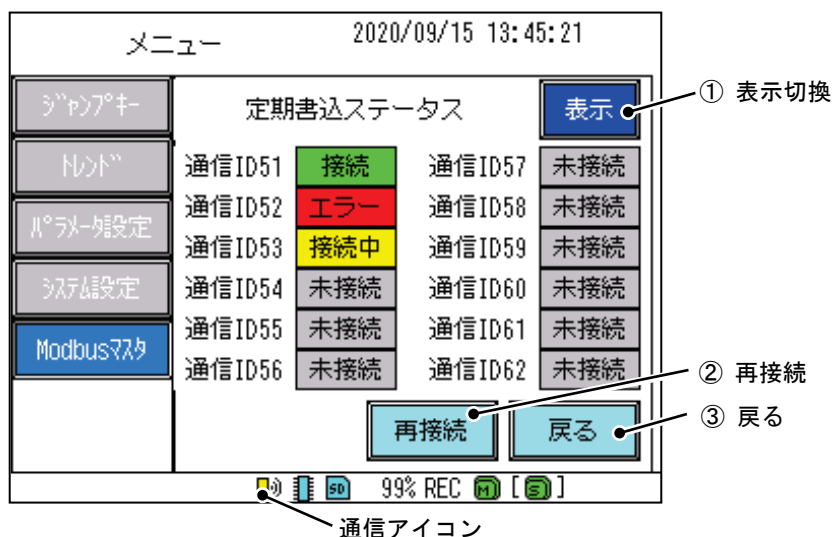 メニュー
2020/09/15 13:45:21
ジャンプキー
トレンド
パラメータ設定
システム設定
Modbusマスタ
定期書込ステータス
表示
通信ID51 接続 通信ID57 未接続
通信ID52 エラー 通信ID58 未接続
通信ID53 接続中 通信ID59 未接続
通信ID54 未接続 通信ID60 未接続
通信ID55 未接続 通信ID61 未接続
通信ID56 未接続 通信ID62 未接続
再接続
戻る
SD 99% REC M [S]
① 表示切換
② 再接続
③ 戻る
通信アイコン